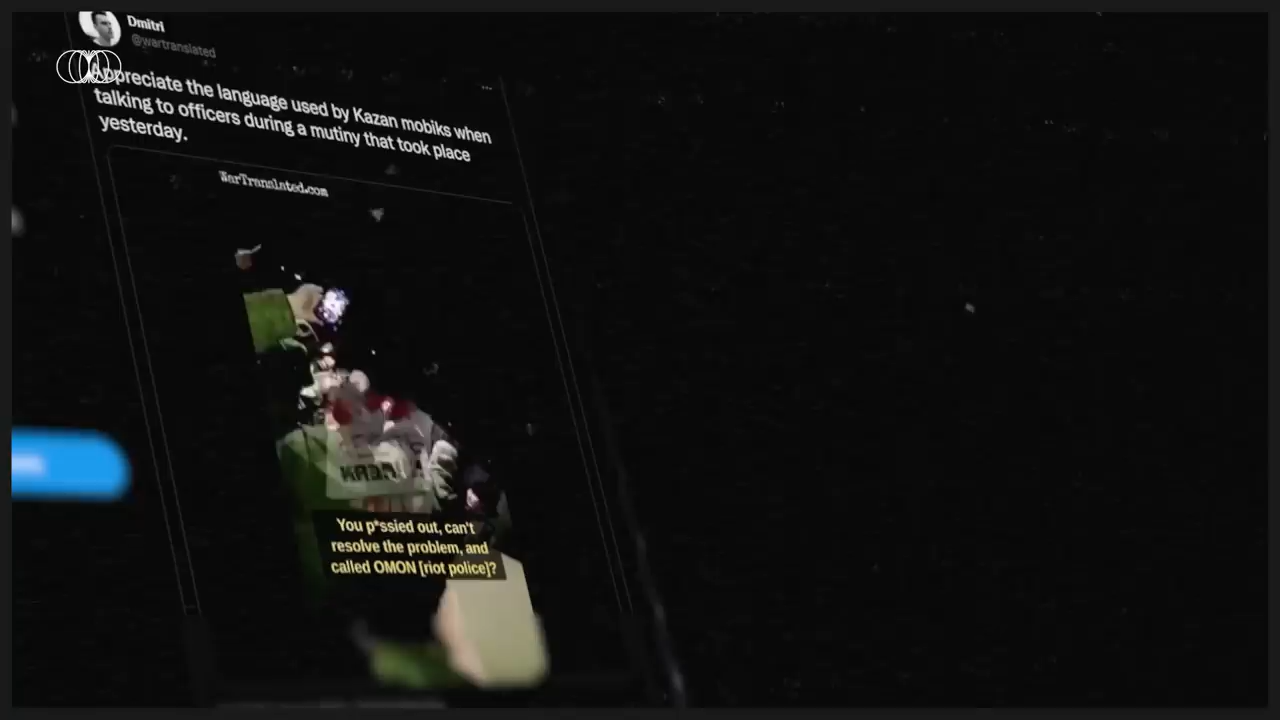 Dmitri
@wartranslated
Appreciate the language used by Kazan mobiks when
talking to officers during a mutiny that took place
yesterday.
WarTranslated.com
You p*ssied out, can't
resolve the problem, and
called OMON [riot police]?